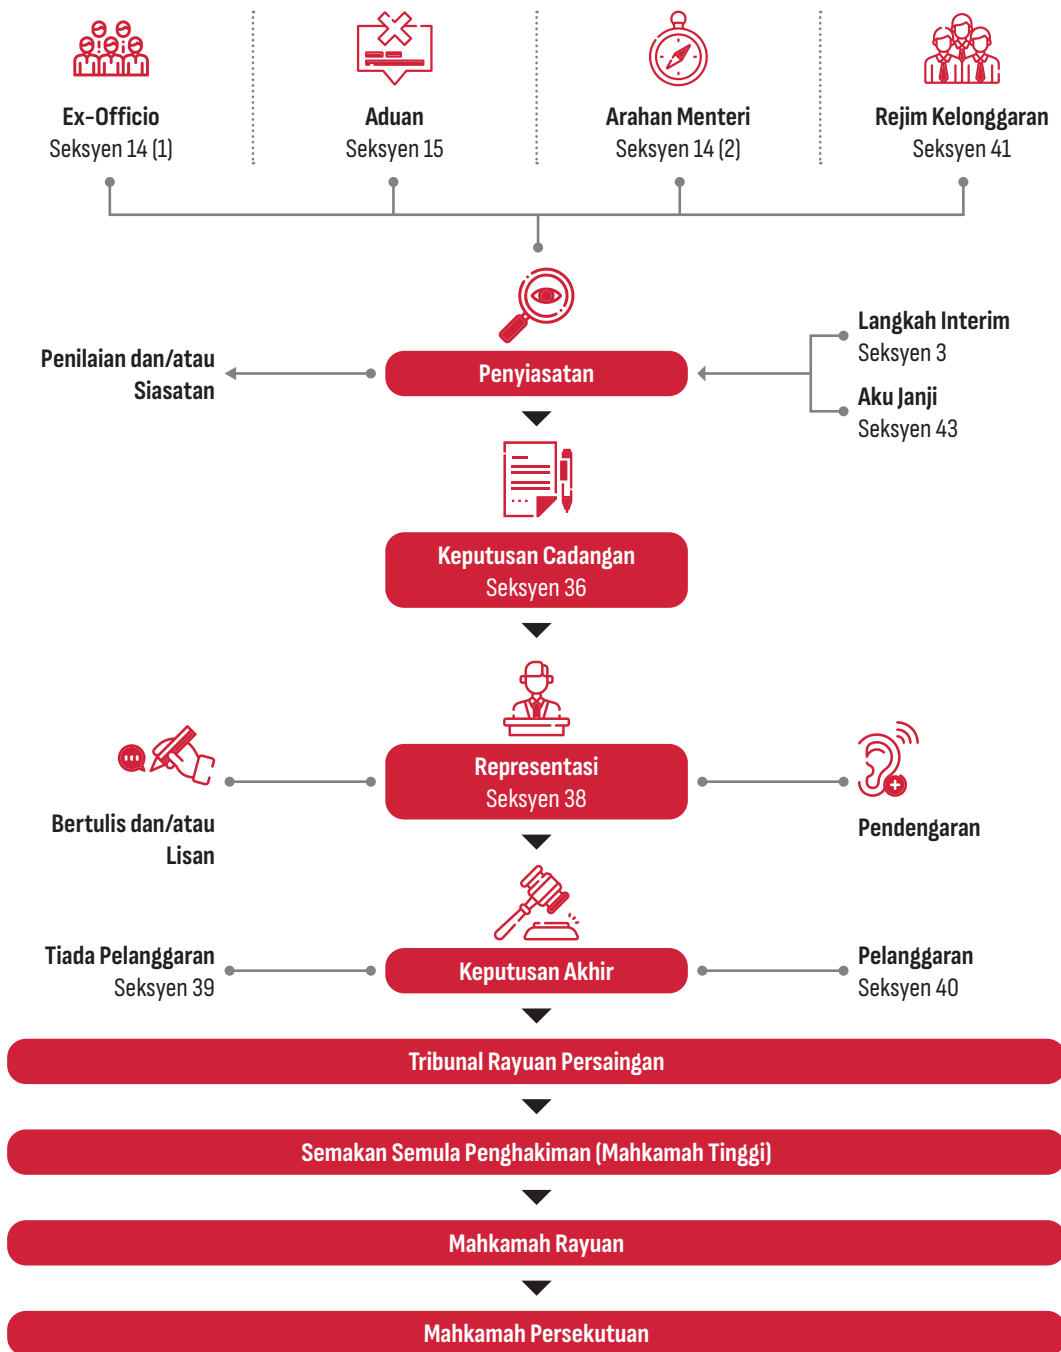 Ex-Officio
Seksyen 14 (1)
Aduan
Seksyen 15
Arahan Menteri
Seksyen 14 (2)
Rejim Kelonggaran
Seksyen 41
Penilaian dan/atau
Siasatan
Penyiasatan
Langkah Interim
Seksyen 3
Aku Janji
Seksyen 43
Keputusan Cadangan
Seksyen 36
Representasi
Seksyen 38
Bertulis dan/atau
Lisan
Pendengaran
Tiada Pelanggaran
Seksyen 39
Keputusan Akhir
Pelanggaran
Seksyen 40
Tribunal Rayuan Persaingan
Semakan Semula Penghakiman (Mahkamah Tinggi)
Mahkamah Rayuan
Mahkamah Persekutuan